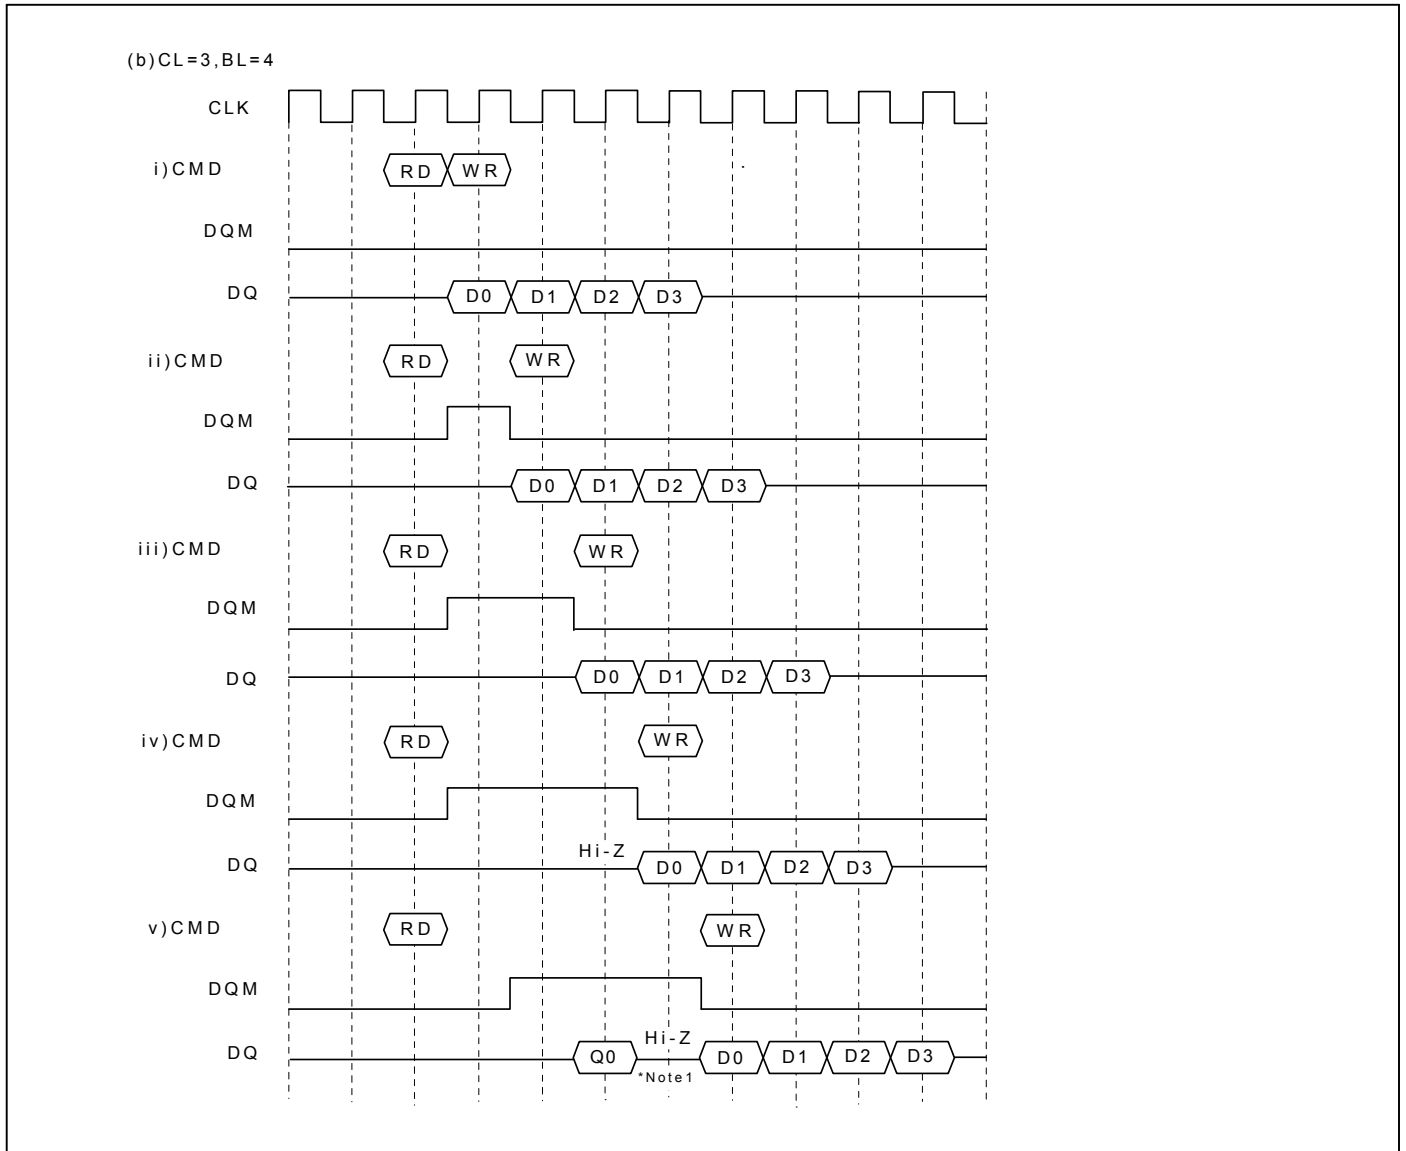 (b)CL=3,BL=4
CLK
i)CMD RD WR
DQM
DQ D0 D1 D2 D3
ii)CMD RD WR
DQM
DQ D0 D1 D2 D3
iii)CMD RD WR
DQM
DQ D0 D1 D2 D3
iv)CMD RD WR
DQM
Hi-Z
DQ D0 D1 D2 D3
v)CMD RD WR
DQM
Hi-Z
DQ Q0 D0 D1 D2 D3
*Note1